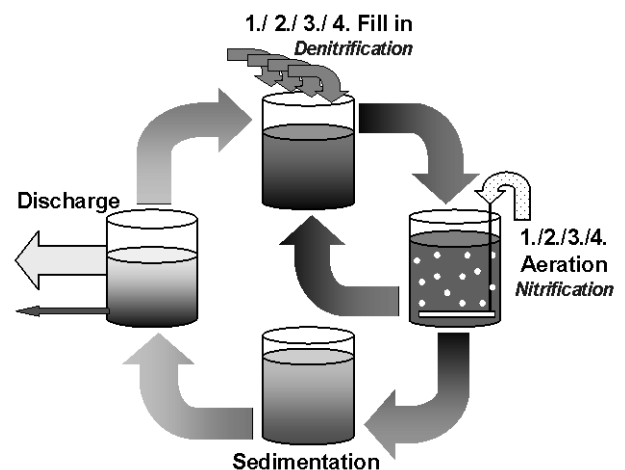 1./ 2./ 3./ 4. Fill in
Denitrification
Discharge
1./2./3./4.
Aeration
Nitrification
Sedimentation